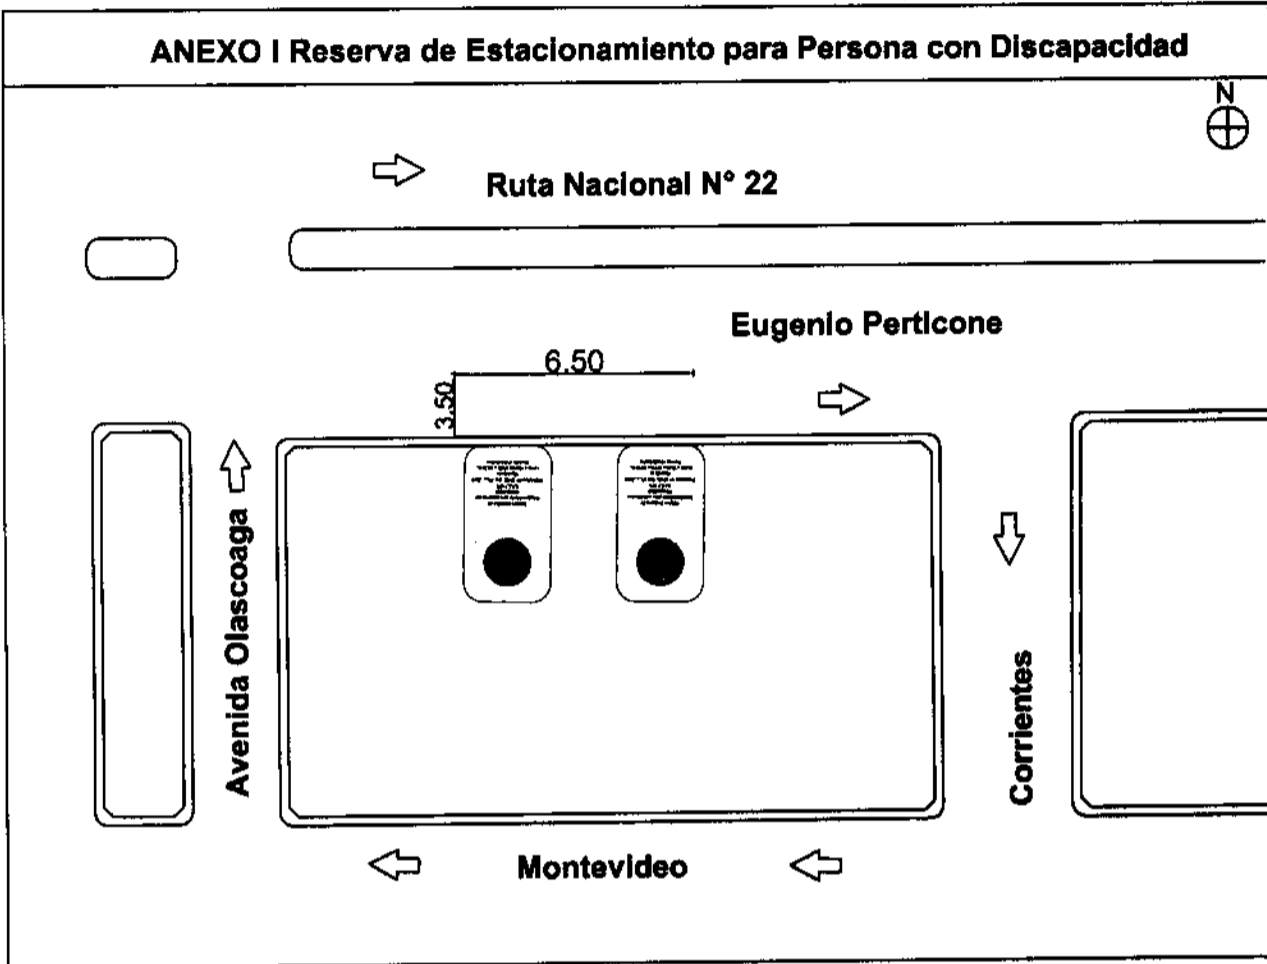 ANEXO I Reserva de Estacionamiento para Persona con Discapacidad
N
Ruta Nacional N° 22
Eugenio Perticone
6.50
3.50
Avenida Olascoaga
Corrientes
Montevideo